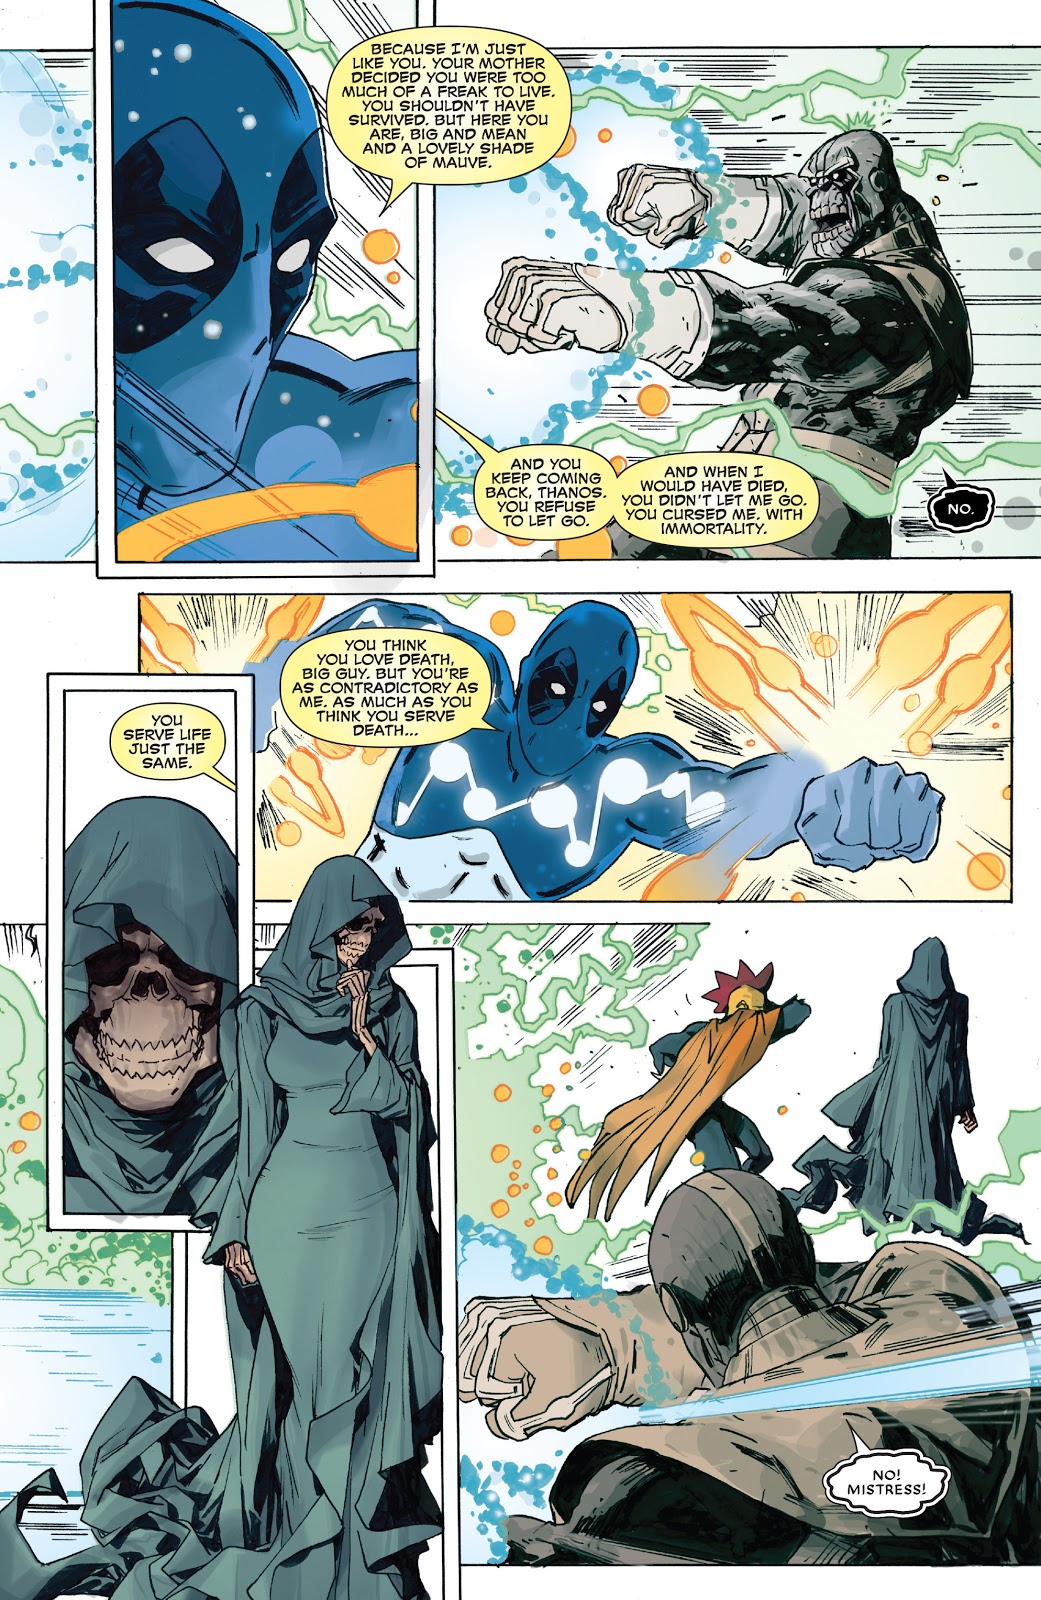 BECAUSE I'M JUST
LIKE YOU. YOUR MOTHER
DECIDED YOU WERE TOO
MUCH OF A FREAK TO LIVE.
YOU SHOULDN'T HAVE
SURVIVED. BUT HERE YOU
ARE, BIG AND MEAN
AND A LOVELY SHADE
OF MAUVE.
AND YOU
KEEP COMING
BACK, THANOS.
YOU REFUSE
TO LET GO.
AND WHEN I
WOULD HAVE DIED,
YOU DIDN'T LET ME GO.
YOU CURSED ME. WITH
IMMORTALITY.
NO.
YOU THINK
YOU LOVE DEATH,
BIG GUY. BUT YOU'RE
AS CONTRADICTORY AS
ME. AS MUCH AS YOU
THINK YOU SERVE
DEATH...
YOU
SERVE LIFE
JUST THE
SAME.
NO!
MISTRESS!